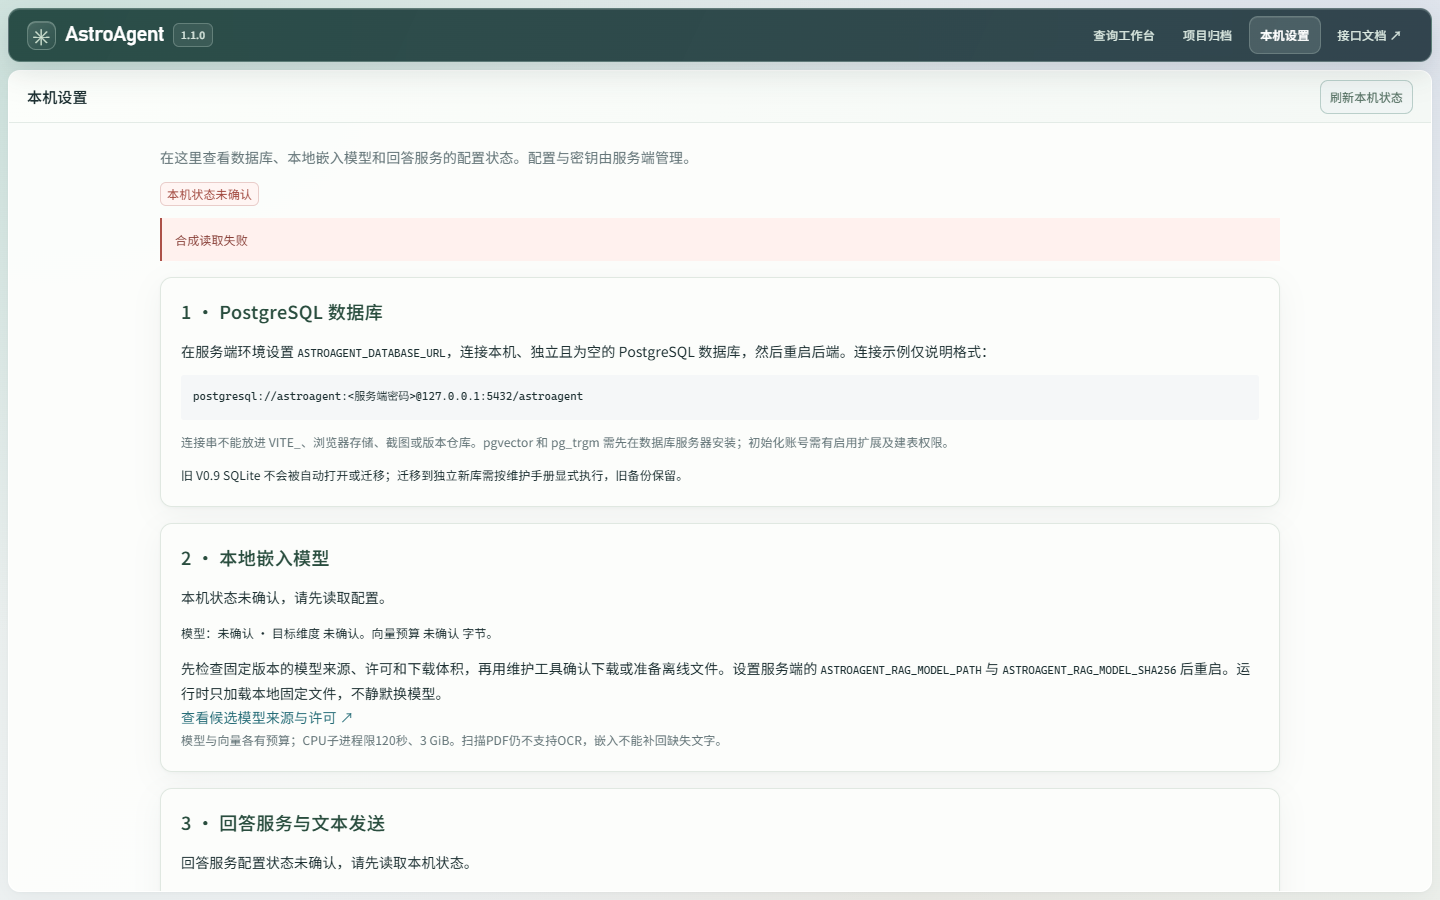 AstroAgent 1.1.0 查询工作台 项目归档 本机设置 接口文档 ↗
本机设置 刷新本机状态
在这里查看数据库、本地嵌入模型和回答服务的配置状态。配置与密钥由服务端管理。
本机状态未确认
合成读取失败
1 · PostgreSQL 数据库
在服务端环境设置 ASTROAGENT_DATABASE_URL，连接本机、独立且为空的 PostgreSQL 数据库，然后重启后端。连接示例仅说明格式：
postgresql://astroagent:<服务端密码>@127.0.0.1:5432/astroagent
连接串不能放进 VITE_、浏览器存储、截图或版本仓库。pgvector 和 pg_trgm 需先在数据库服务器安装；初始化账号需有启用扩展及建表权限。
旧 V0.9 SQLite 不会被自动打开或迁移；迁移到独立新库需按维护手册显式执行，旧备份保留。
2 · 本地嵌入模型
本机状态未确认，请先读取配置。
模型：未确认 · 目标维度 未确认。向量预算 未确认 字节。
先检查固定版本的模型来源、许可和下载体积，再用维护工具确认下载或准备离线文件。设置服务端的 ASTROAGENT_RAG_MODEL_PATH 与 ASTROAGENT_RAG_MODEL_SHA256 后重启。运
行时只加载本地固定文件，不静默换模型。
查看候选模型来源与许可 ↗
模型与向量各有预算；CPU子进程限120秒、3 GiB。扫描PDF仍不支持OCR，嵌入不能补回缺失文字。
3 · 回答服务与文本发送
回答服务配置状态未确认，请先读取本机状态。